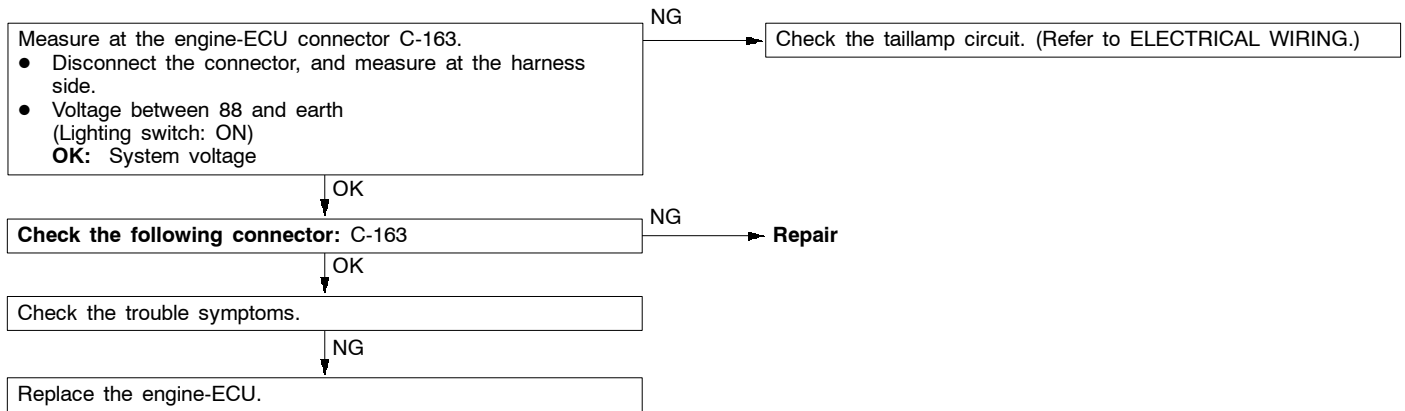 Measure at the engine-ECU connector C-163.
● Disconnect the connector, and measure at the harness
side.
● Voltage between 88 and earth
(Lighting switch: ON)
OK: System voltage
NG
Check the taillamp circuit. (Refer to ELECTRICAL WIRING.)
OK
Check the following connector: C-163
NG
Repair
OK
Check the trouble symptoms.
NG
Replace the engine-ECU.